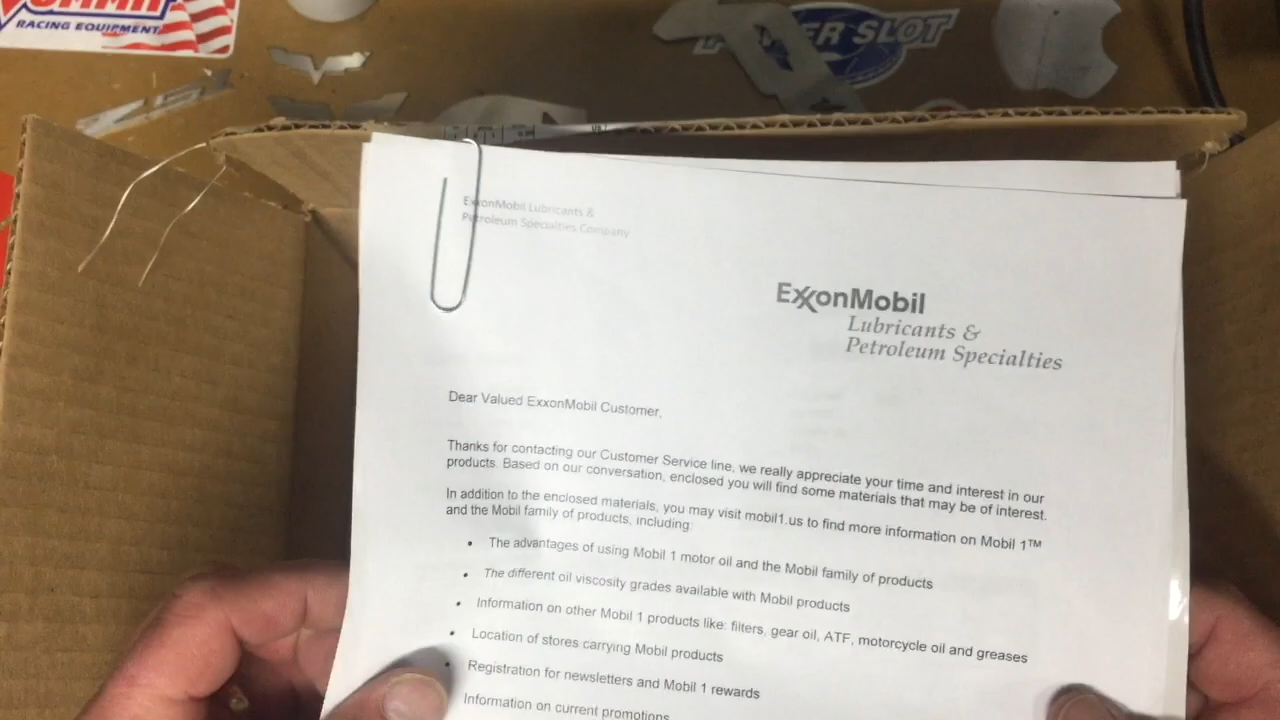 RACING EQUIPMENT
ER SLOT
ExxonMobil Lubricants &
Petroleum Specialties Company
ExxonMobil
Lubricants &
Petroleum Specialties
Dear Valued ExxonMobil Customer,
Thanks for contacting our Customer Service line, we really appreciate your time and interest in our
products. Based on our conversation, enclosed you will find some materials that may be of interest.
In addition to the enclosed materials, you may visit mobil1.us to find more information on Mobil 1™
and the Mobil family of products, including:
• The advantages of using Mobil 1 motor oil and the Mobil family of products
• The different oil viscosity grades available with Mobil products
• Information on other Mobil 1 products like: filters, gear oil, ATF, motorcycle oil and greases
• Location of stores carrying Mobil products
• Registration for newsletters and Mobil 1 rewards
Information on current promotions